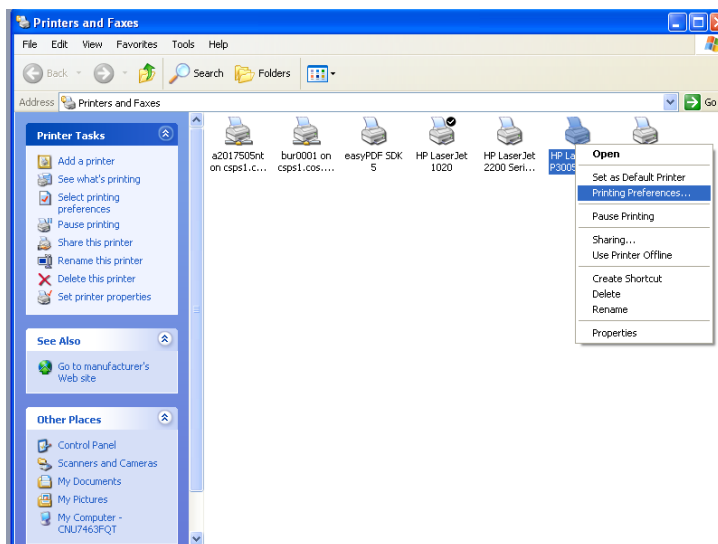 Printers and Faxes
File Edit View Favorites Tools Help
Back Search Folders
Address Printers and Faxes Go
Printer Tasks
Add a printer
See what's printing
Select printing
preferences
Pause printing
Share this printer
Rename this printer
Delete this printer
Set printer properties
See Also
Go to manufacturer's
Web site
Other Places
Control Panel
Scanners and Cameras
My Documents
My Pictures
My Computer -
CNU7463FQT
a2017505nt
on csps1.c...
bur0001 on
csps1.cos....
easyPDF SDK
5
HP LaserJet
1020
HP LaserJet
2200 Seri...
HP La
P3005
Open
Set as Default Printer
Printing Preferences...
Pause Printing
Sharing...
Use Printer Offline
Create Shortcut
Delete
Rename
Properties